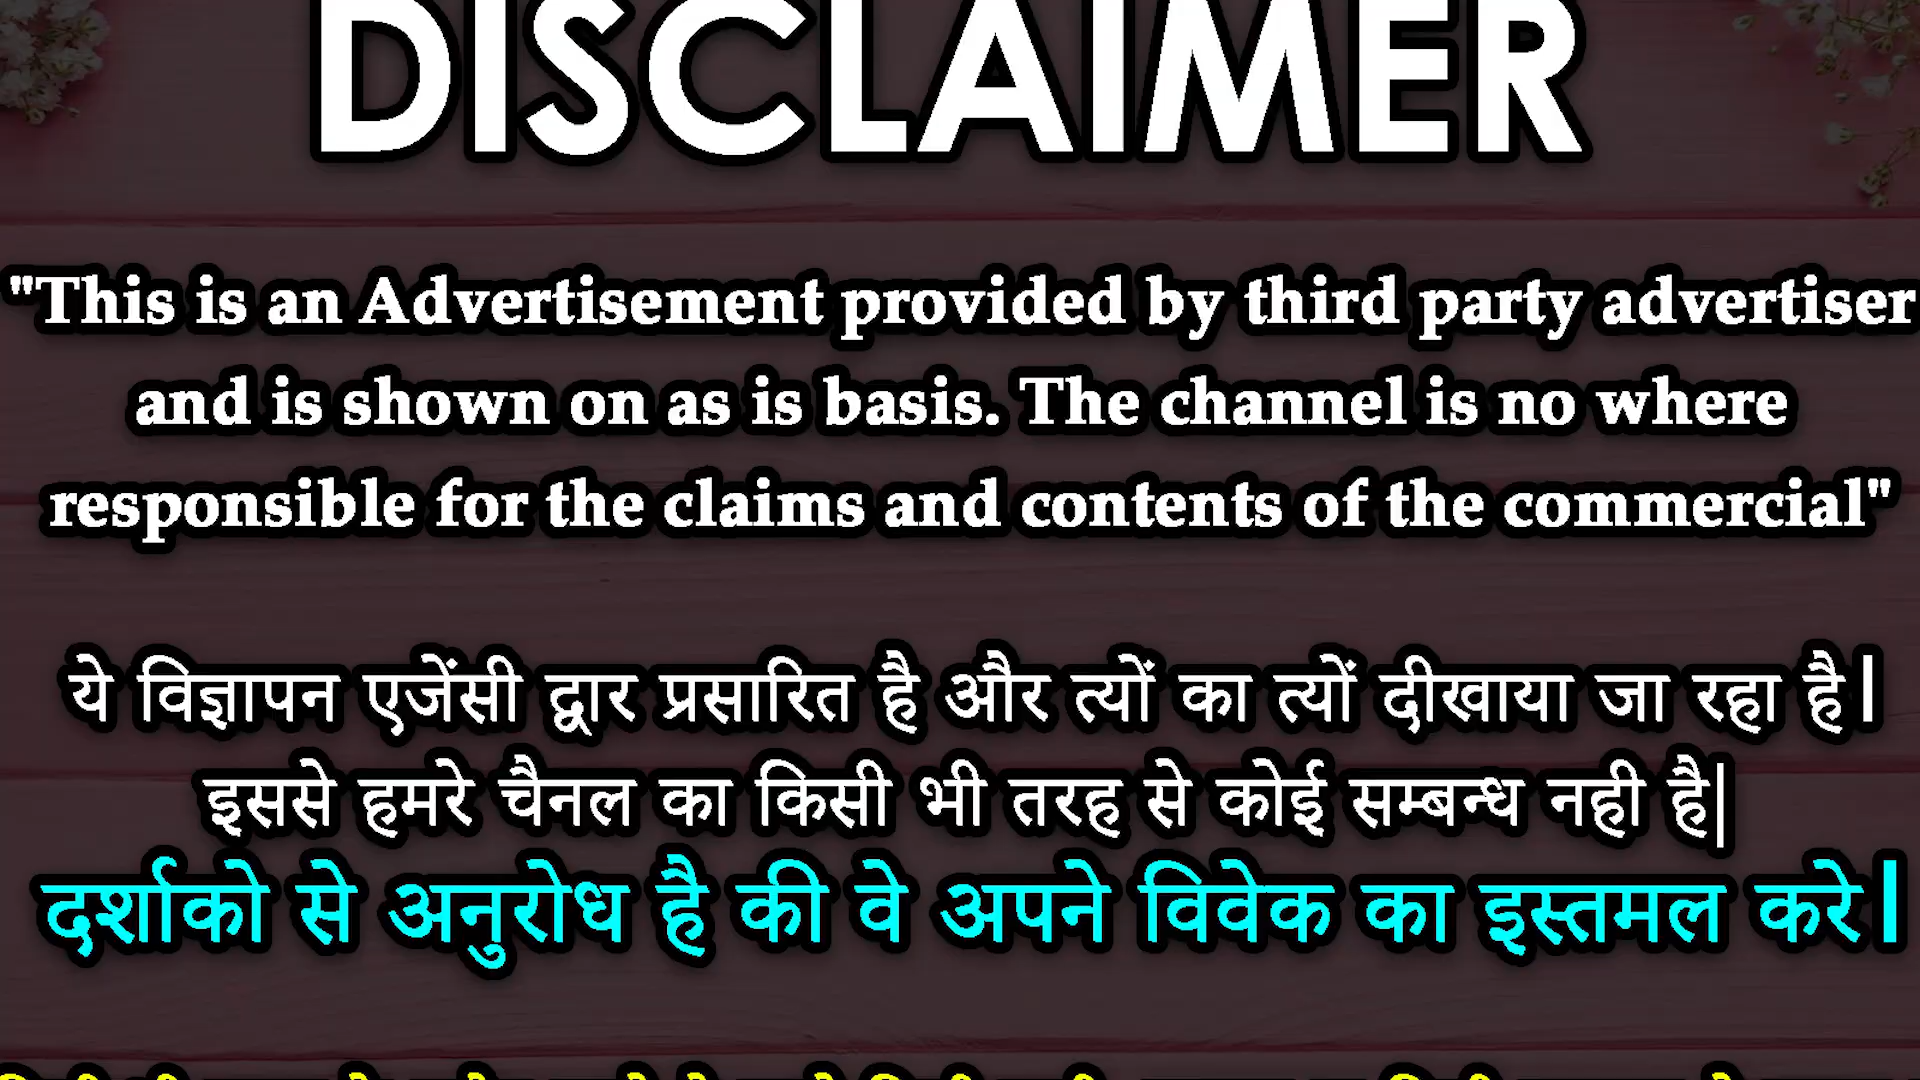 DISCLAIMER
"This is an Advertisement provided by third party advertiser
and is shown on as is basis. The channel is no where
responsible for the claims and contents of the commercial"
ये विज्ञापन एजेंसी द्वार प्रसारित है और त्यों का त्यों दीखाया जा रहा है।
इससे हमरे चैनल का किसी भी तरह से कोई सम्बन्ध नही है|
दर्शाको से अनुरोध है की वे अपने विवेक का इस्तमल करे।